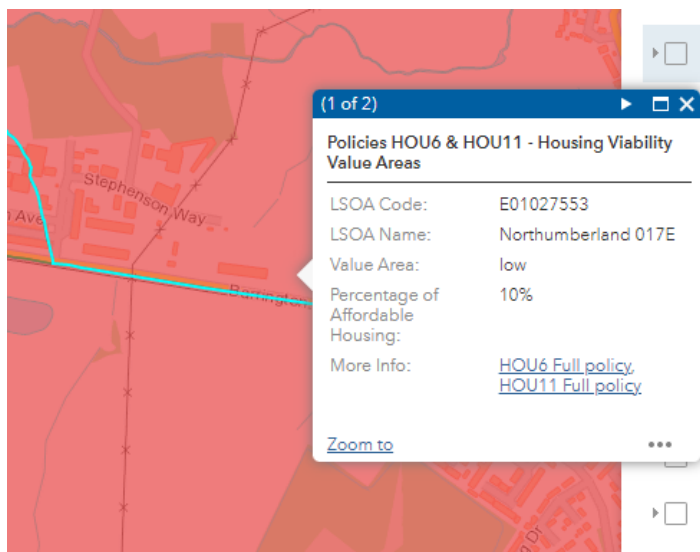 (1 of 2)
Policies HOU6 & HOU11 - Housing Viability
Value Areas
LSOA Code: E01027553
LSOA Name: Northumberland 017E
Value Area: low
Percentage of 10%
Affordable
Housing:
More Info: HOU6 Full policy,
HOU11 Full policy
Zoom to
Stephenson Way
Ave
Barrington
Dr